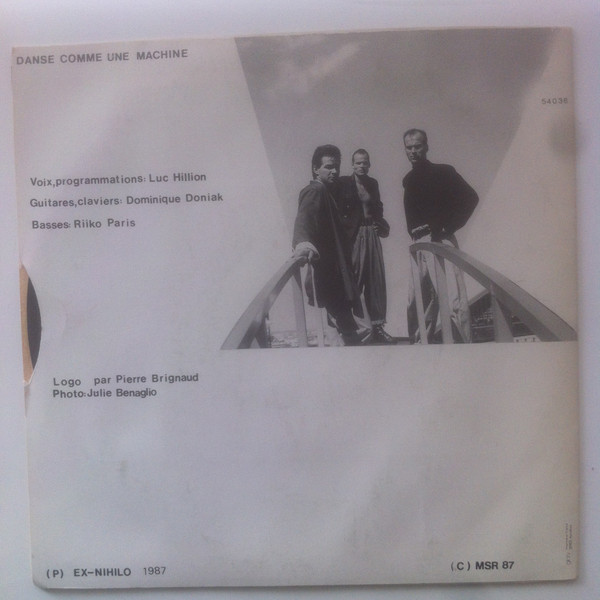 DANSE COMME UNE MACHINE
54036
Voix,programmations: Luc Hillion
Guitares,claviers: Dominique Doniak
Basses: Riiko Paris
Logo par Pierre Brignaud
Photo:Julie Benaglio
(P) EX-NIHILO 1987
(.C) MSR 87